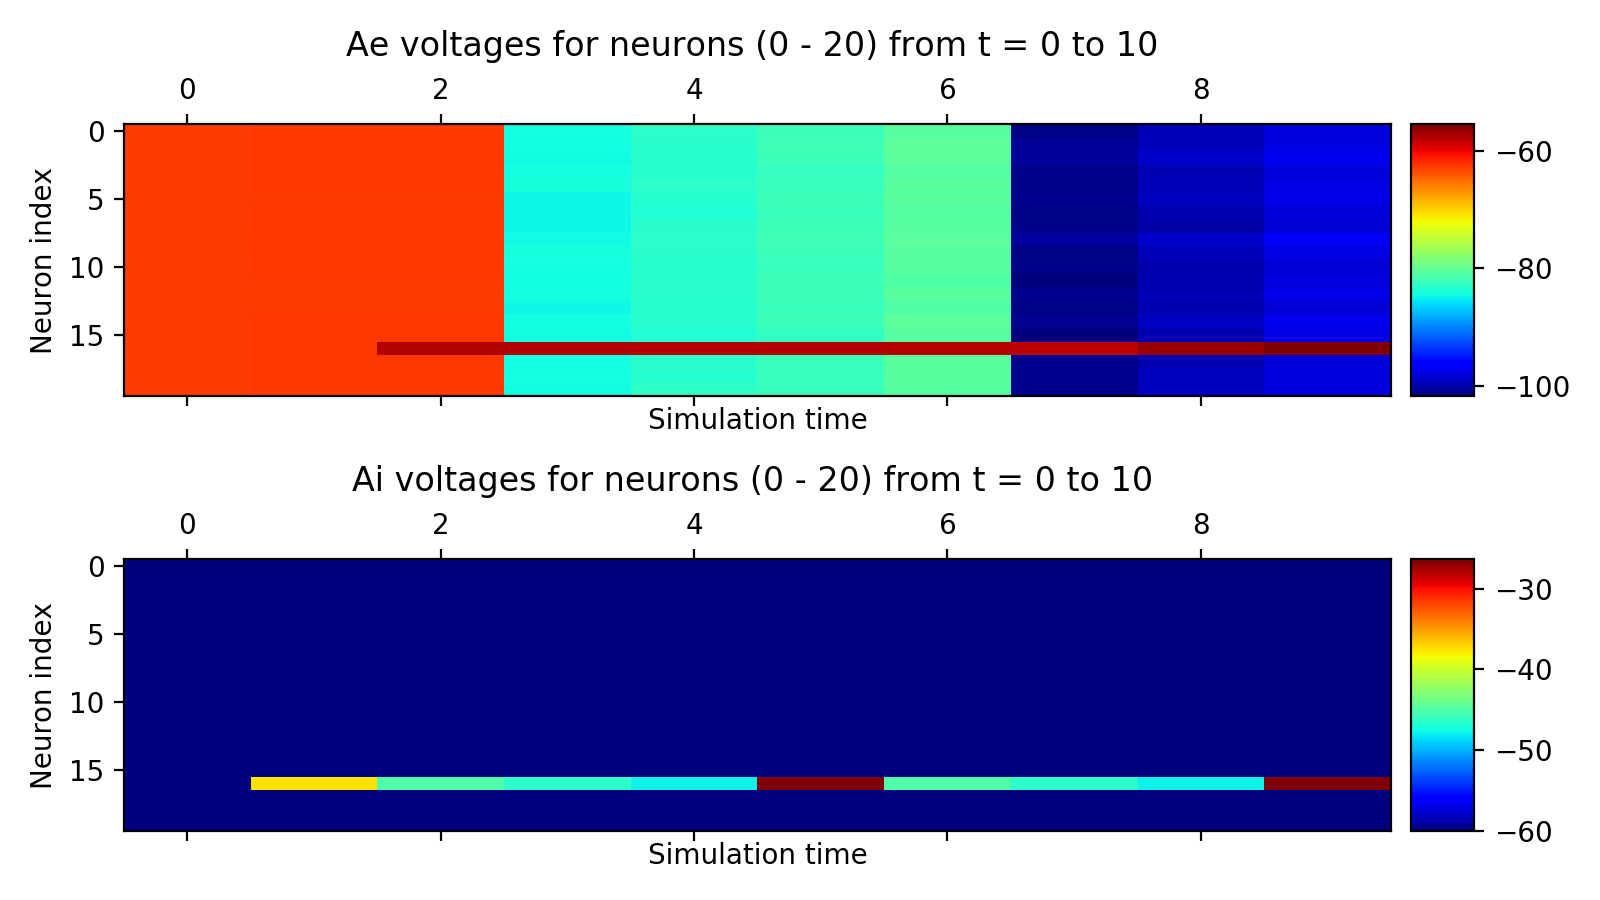 Ae voltages for neurons (0 - 20) from t = 0 to 10
0 2 4 6 8
Neuron index
0
5
10
15
−60
−80
−100
Simulation time
Ai voltages for neurons (0 - 20) from t = 0 to 10
0 2 4 6 8
Neuron index
0
5
10
15
−30
−40
−50
−60
Simulation time